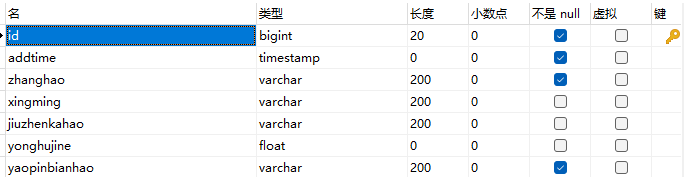 名 类型 长度 小数点 不是 null 虚拟 键
id bigint 20 0
addtime timestamp 0 0
zhanghao varchar 200 0
xingming varchar 200 0
jiuzhenkahao varchar 200 0
yonghujine float 0 0
yaopinbianhao varchar 200 0